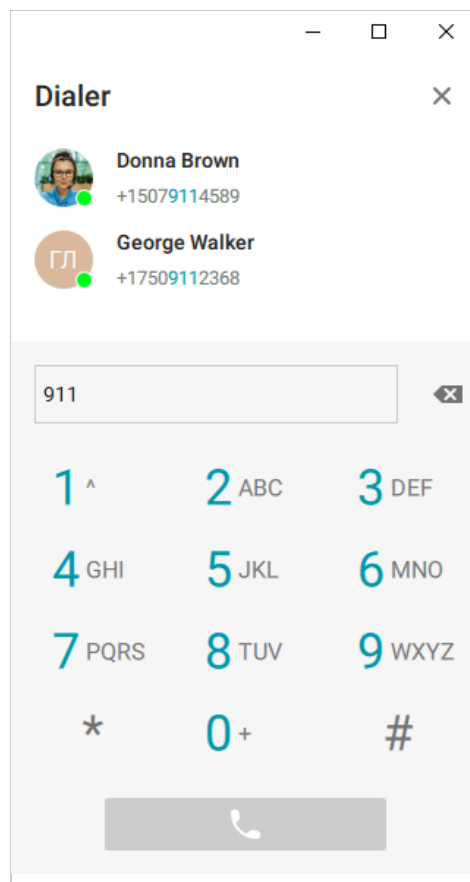 Dialer
Donna Brown
+15079114589
ГЛ
George Walker
+17509112368
911
1 ^ 2 ABC 3 DEF
4 GHI 5 JKL 6 MNO
7 PQRS 8 TUV 9 WXYZ
* 0 + #